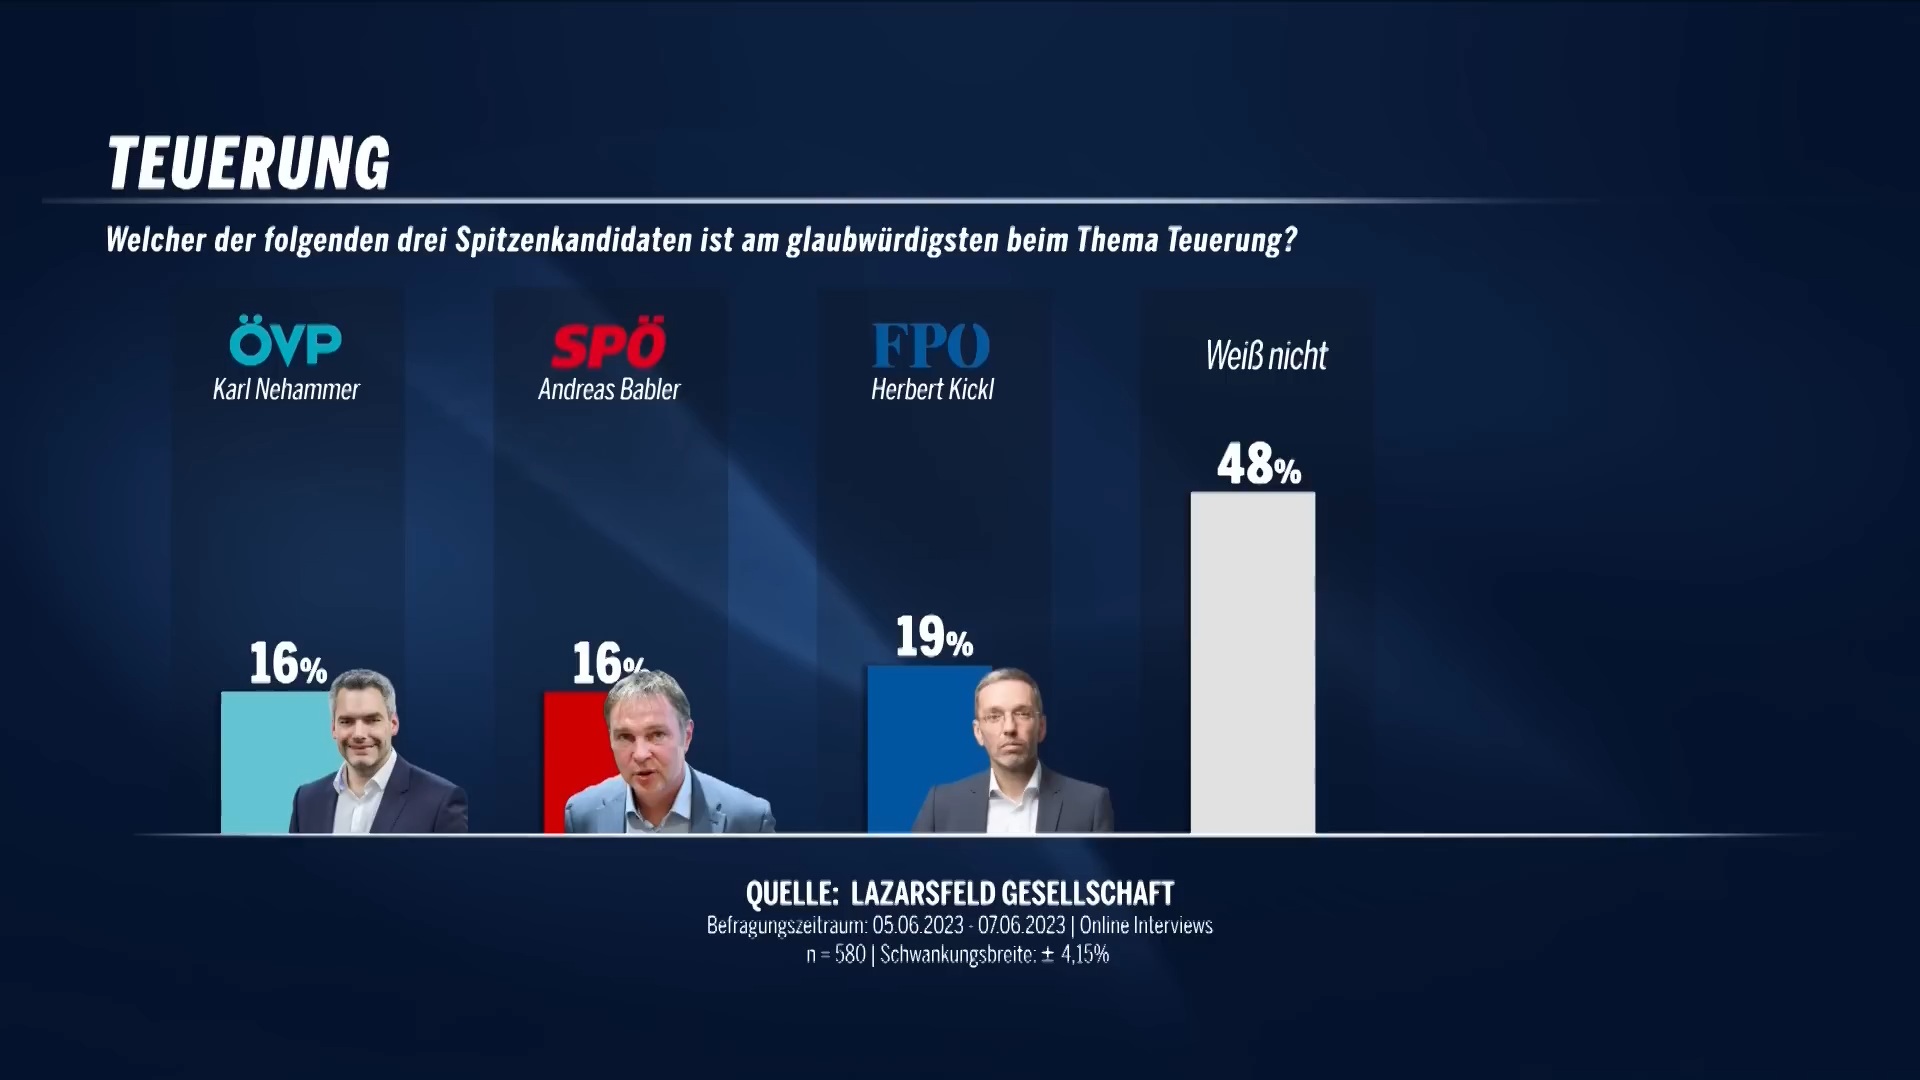 TEUERUNG
Welcher der folgenden drei Spitzenkandidaten ist am glaubwürdigsten beim Thema Teuerung?
ÖVP
Karl Nehammer
SPÖ
Andreas Babler
FPÖ
Herbert Kickl
Weiß nicht
16%
16%
19%
48%
QUELLE: LAZARSFELD GESELLSCHAFT
Befragungszeitraum: 05.06.2023 - 07.06.2023 | Online Interviews
n = 580 | Schwankungsbreite: ± 4,15%